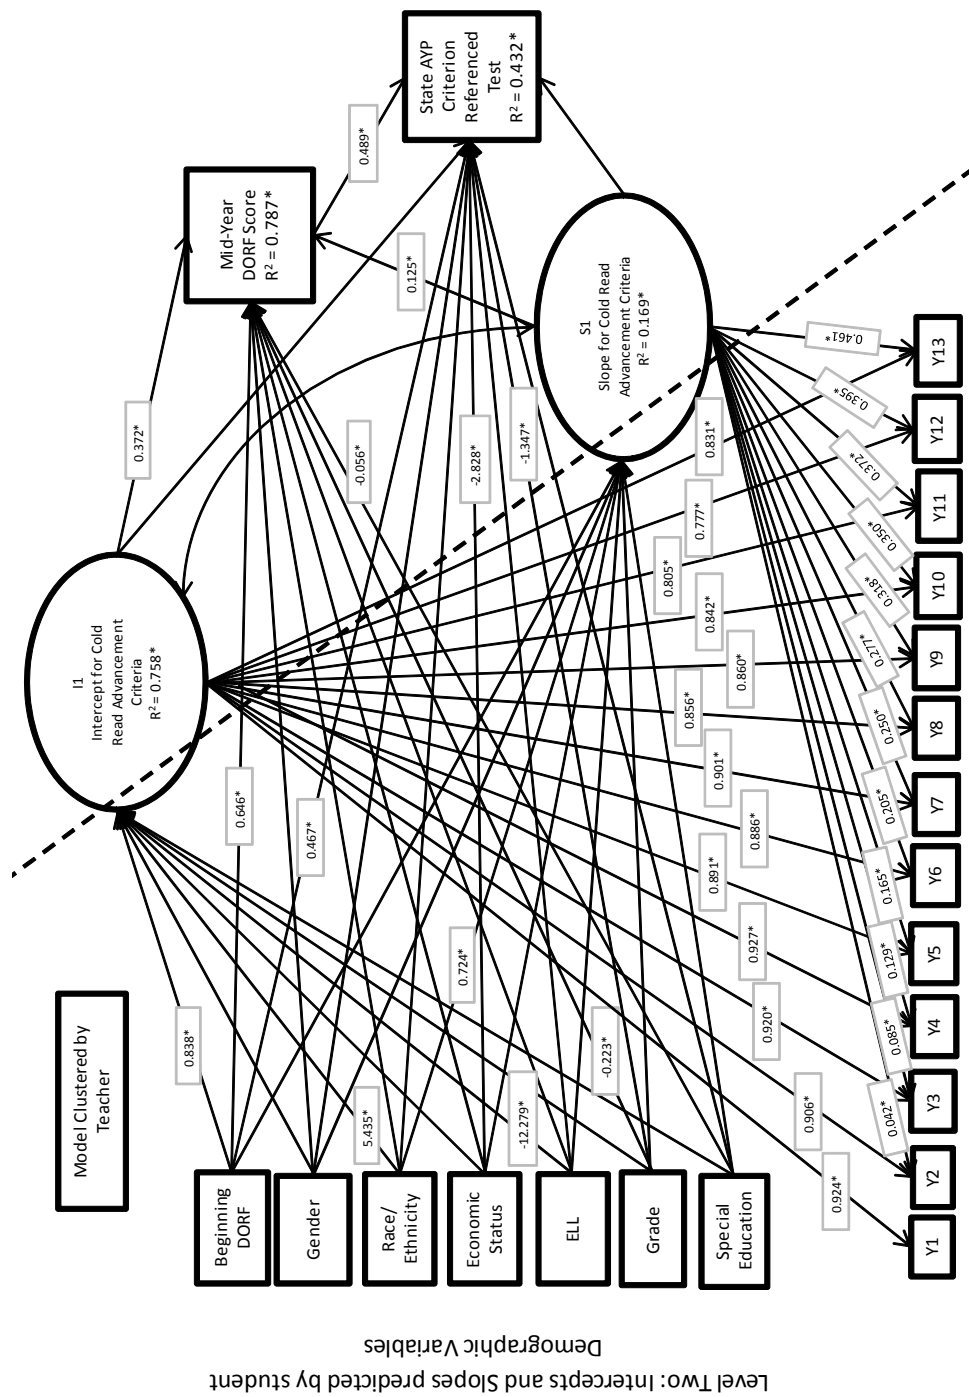 Model Clustered by
Teacher
I1
Intercept for Cold
Read Advancement
Criteria
R² = 0.758*
Mid-Year
DORF Score
R² = 0.787*
State AYP
Criterion
Referenced
Test
R² = 0.432*
S1
Slope for Cold Read
Advancement Criteria
R² = 0.169*
Beginning
DORF
Gender
Race/
Ethnicity
Economic
Status
ELL
Grade
Special
Education
0.838*
0.646*
0.372*
0.489*
0.467*
-0.056*
0.125*
5.435*
0.724*
-2.828*
-12.279*
-0.223*
-1.347*
0.924*
0.906*
0.920*
0.927*
0.891*
0.886*
0.901*
0.856*
0.860*
0.842*
0.805*
0.777*
0.831*
0.042*
0.085*
0.129*
0.165*
0.205*
0.250*
0.277*
0.318*
0.350*
0.372*
0.395*
0.461*
Y1
Y2
Y3
Y4
Y5
Y6
Y7
Y8
Y9
Y10
Y11
Y12
Y13
Level Two: Intercepts and Slopes predicted by student
Demographic Variables